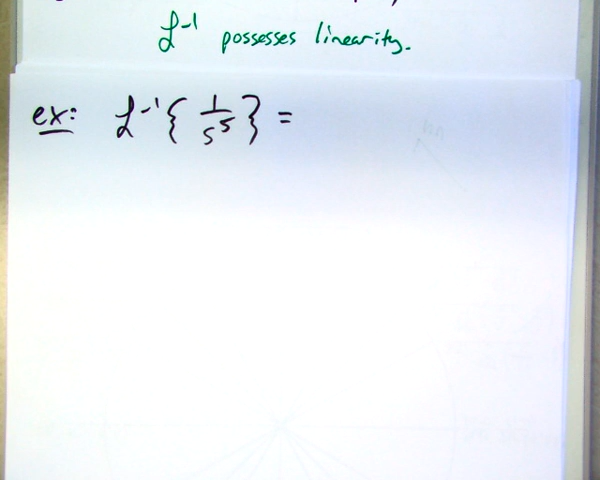 ℒ⁻¹ possesses linearity.
ex: ℒ⁻¹{ 1/s⁵ } =